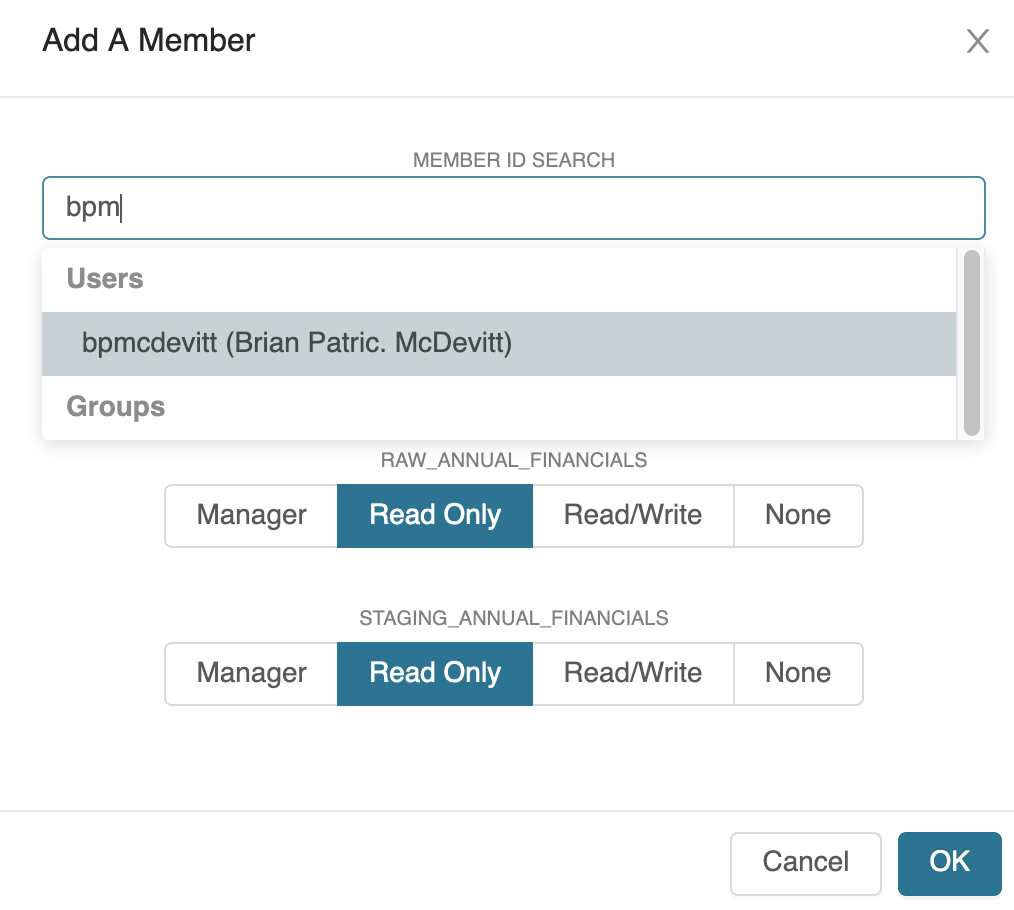 Add A Member
X
MEMBER ID SEARCH
bpm
Users
bpmcdevitt (Brian Patric. McDevitt)
Groups
RAW_ANNUAL_FINANCIALS
Manager Read Only Read/Write None
STAGING_ANNUAL_FINANCIALS
Manager Read Only Read/Write None
Cancel OK